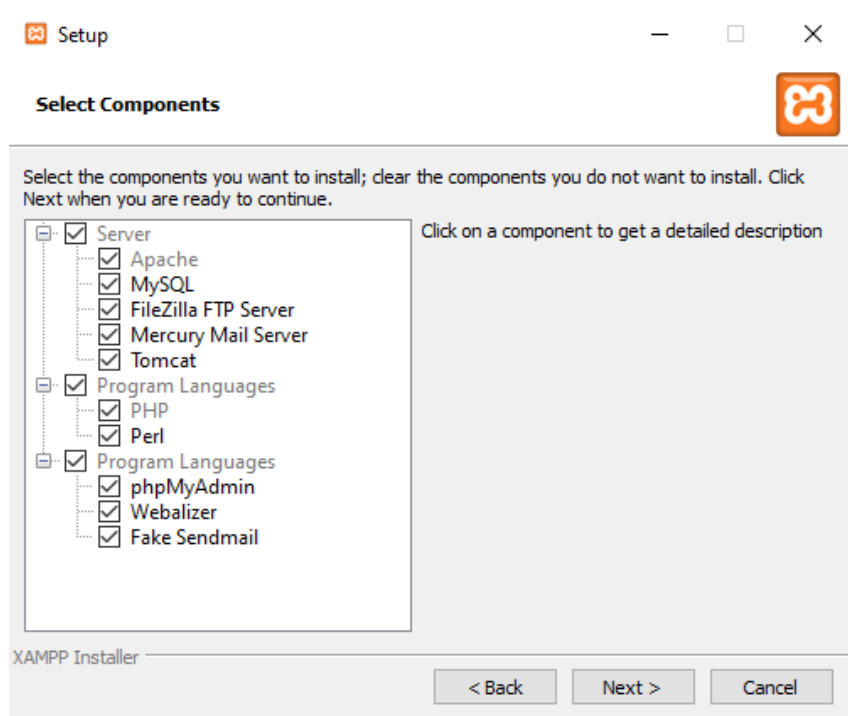 Setup
Select Components
Select the components you want to install; clear the components you do not want to install. Click
Next when you are ready to continue.
Server
Apache
MySQL
FileZilla FTP Server
Mercury Mail Server
Tomcat
Program Languages
PHP
Perl
Program Languages
phpMyAdmin
Webalizer
Fake Sendmail
Click on a component to get a detailed description
XAMPP Installer
< Back
Next >
Cancel